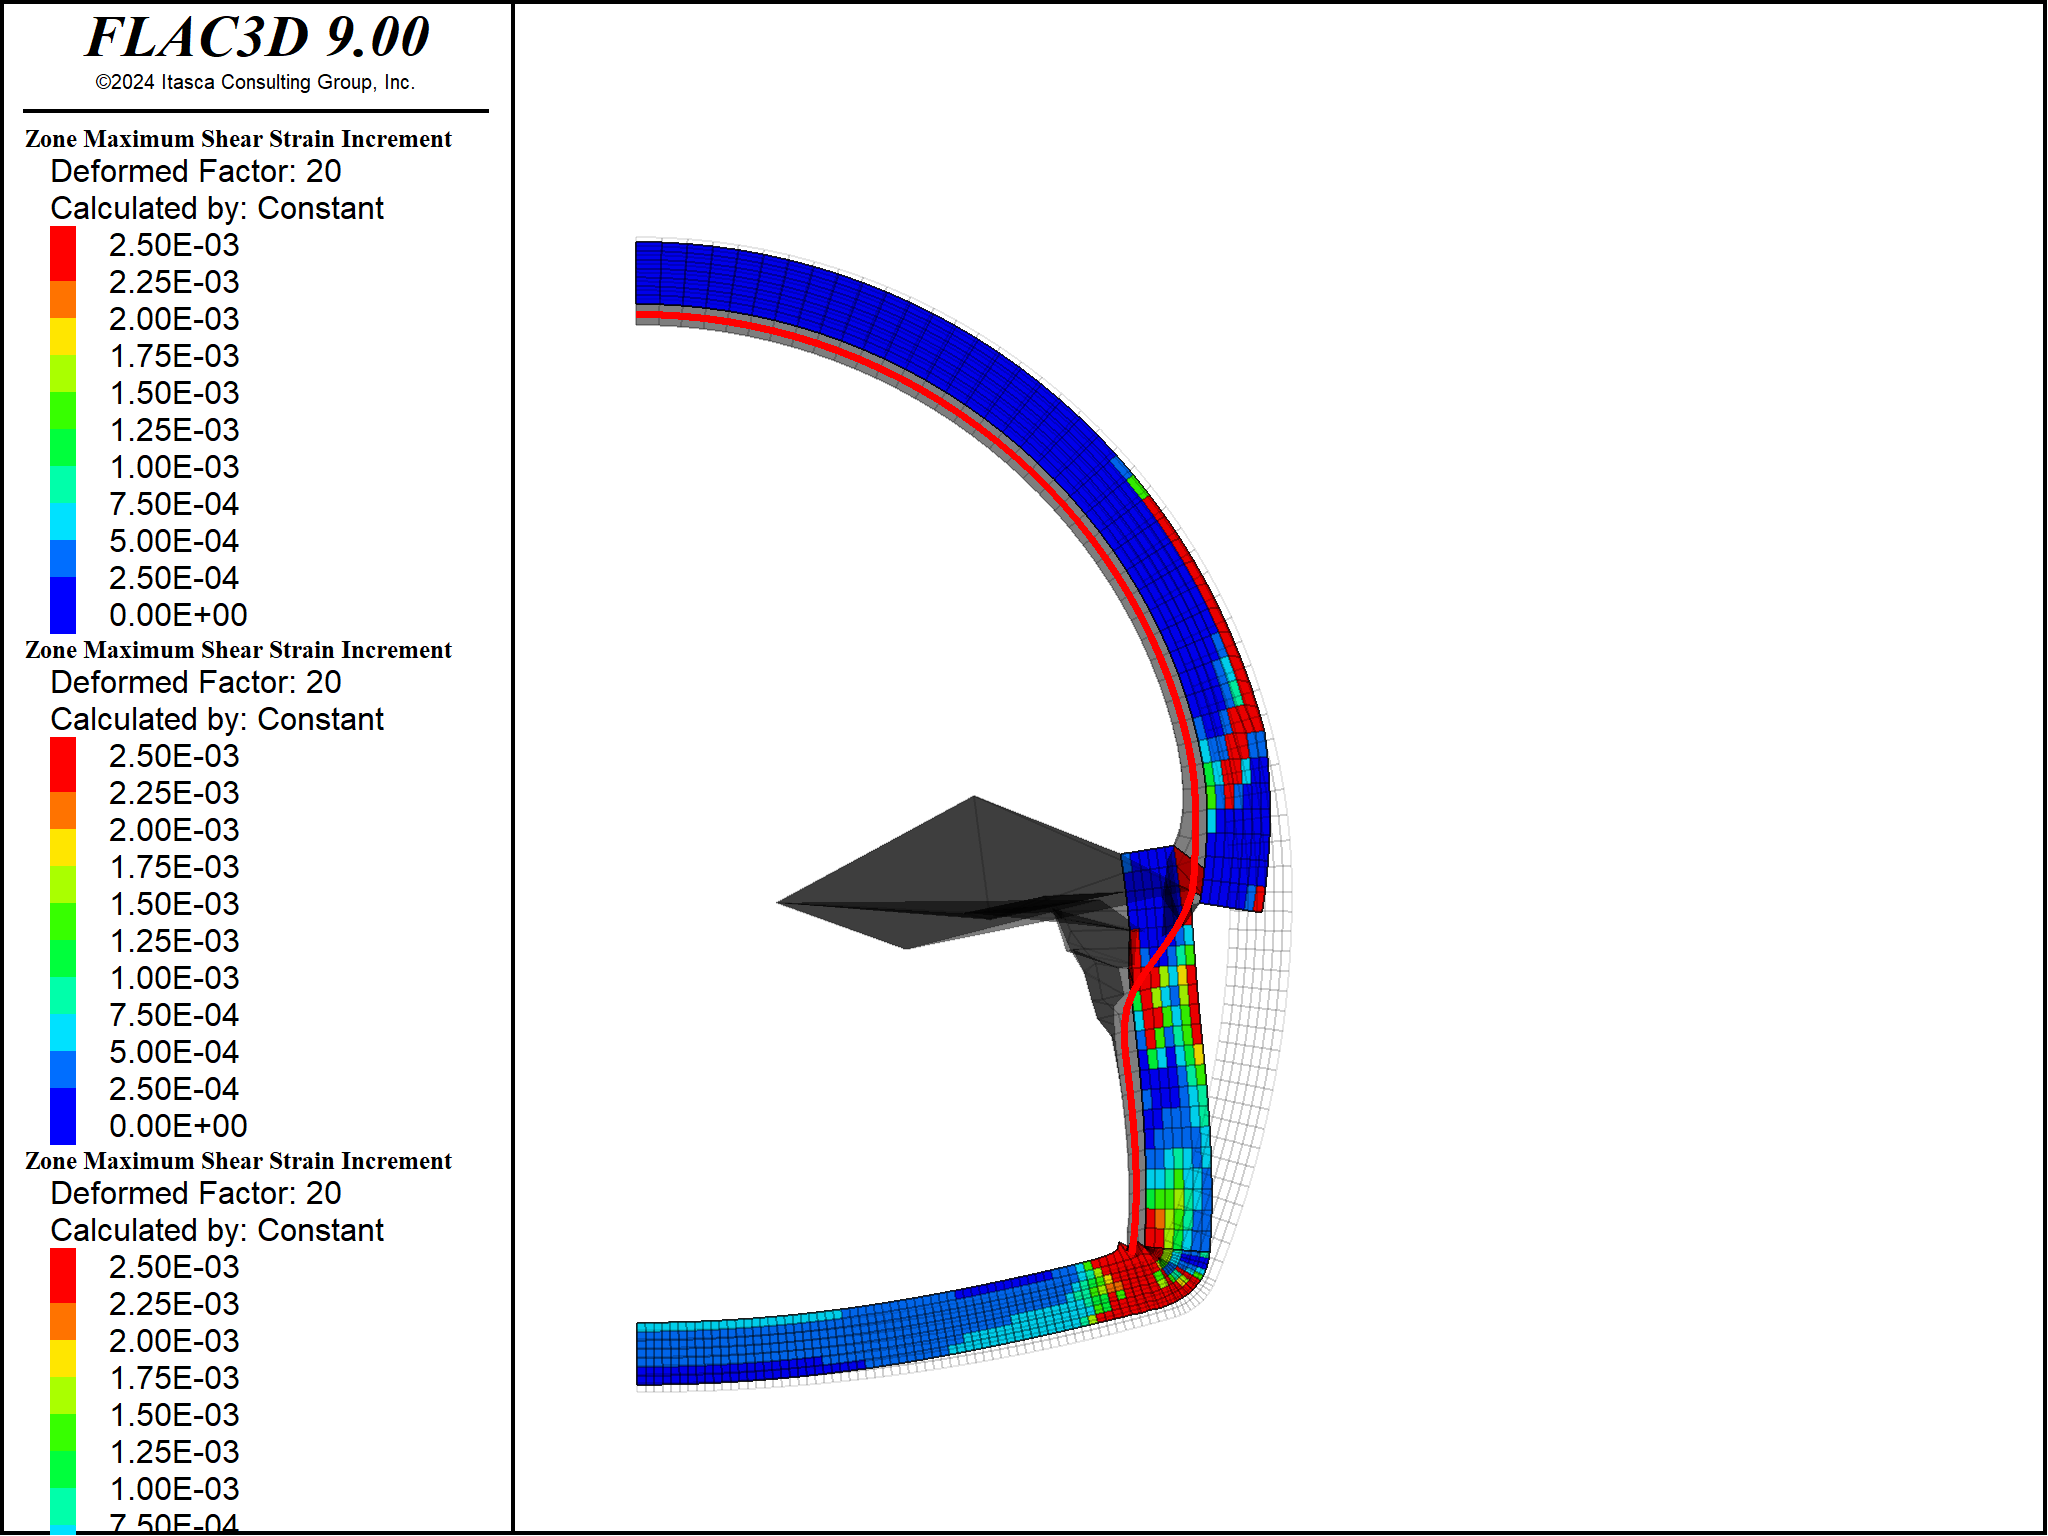 FLAC3D 9.00
©2024 Itasca Consulting Group, Inc.
Zone Maximum Shear Strain Increment
Deformed Factor: 20
Calculated by: Constant
2.50E-03
2.25E-03
2.00E-03
1.75E-03
1.50E-03
1.25E-03
1.00E-03
7.50E-04
5.00E-04
2.50E-04
0.00E+00
Zone Maximum Shear Strain Increment
Deformed Factor: 20
Calculated by: Constant
2.50E-03
2.25E-03
2.00E-03
1.75E-03
1.50E-03
1.25E-03
1.00E-03
7.50E-04
5.00E-04
2.50E-04
0.00E+00
Zone Maximum Shear Strain Increment
Deformed Factor: 20
Calculated by: Constant
2.50E-03
2.25E-03
2.00E-03
1.75E-03
1.50E-03
1.25E-03
1.00E-03
7.50E-04